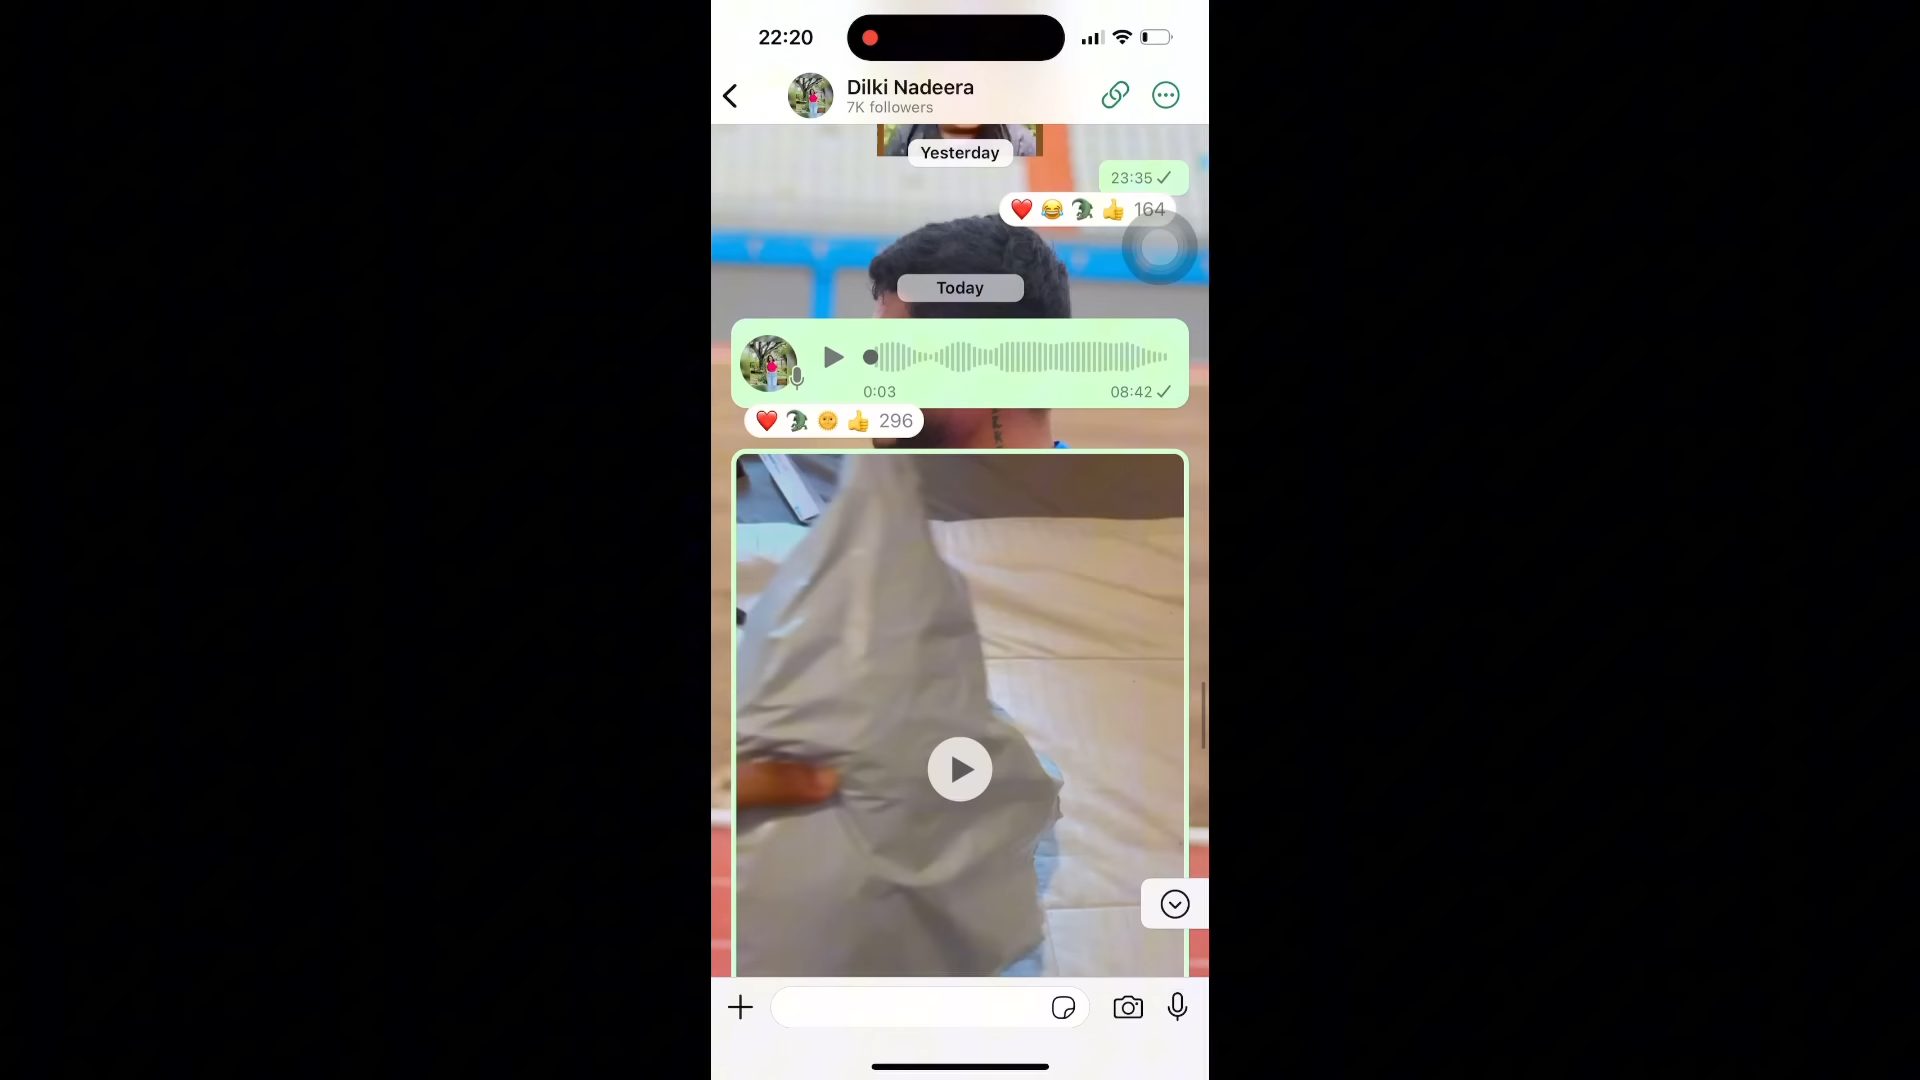 22:20
Dilki Nadeera
7K followers
Yesterday
23:35
164
Today
0:03
08:42
296